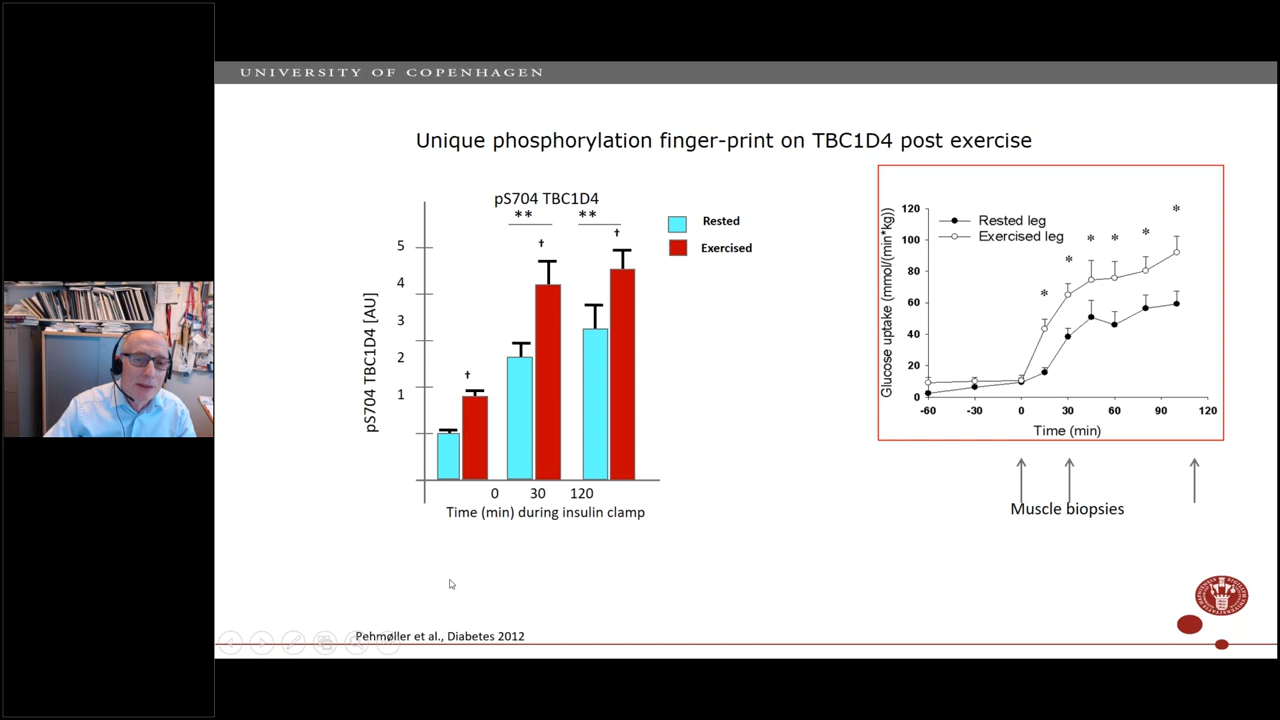 UNIVERSITY OF COPENHAGEN
Unique phosphorylation finger-print on TBC1D4 post exercise
pS704 TBC1D4
** **
† † †
5
4
3
2
1
pS704 TBC1D4 [AU]
0 30 120
Time (min) during insulin clamp
Rested
Exercised
Rested leg
Exercised leg
* * * * * * *
120
100
80
60
40
20
0
Glucose uptake (mmol/(min*kg))
-60 -30 0 30 60 90 120
Time (min)
Muscle biopsies
Pehmøller et al., Diabetes 2012